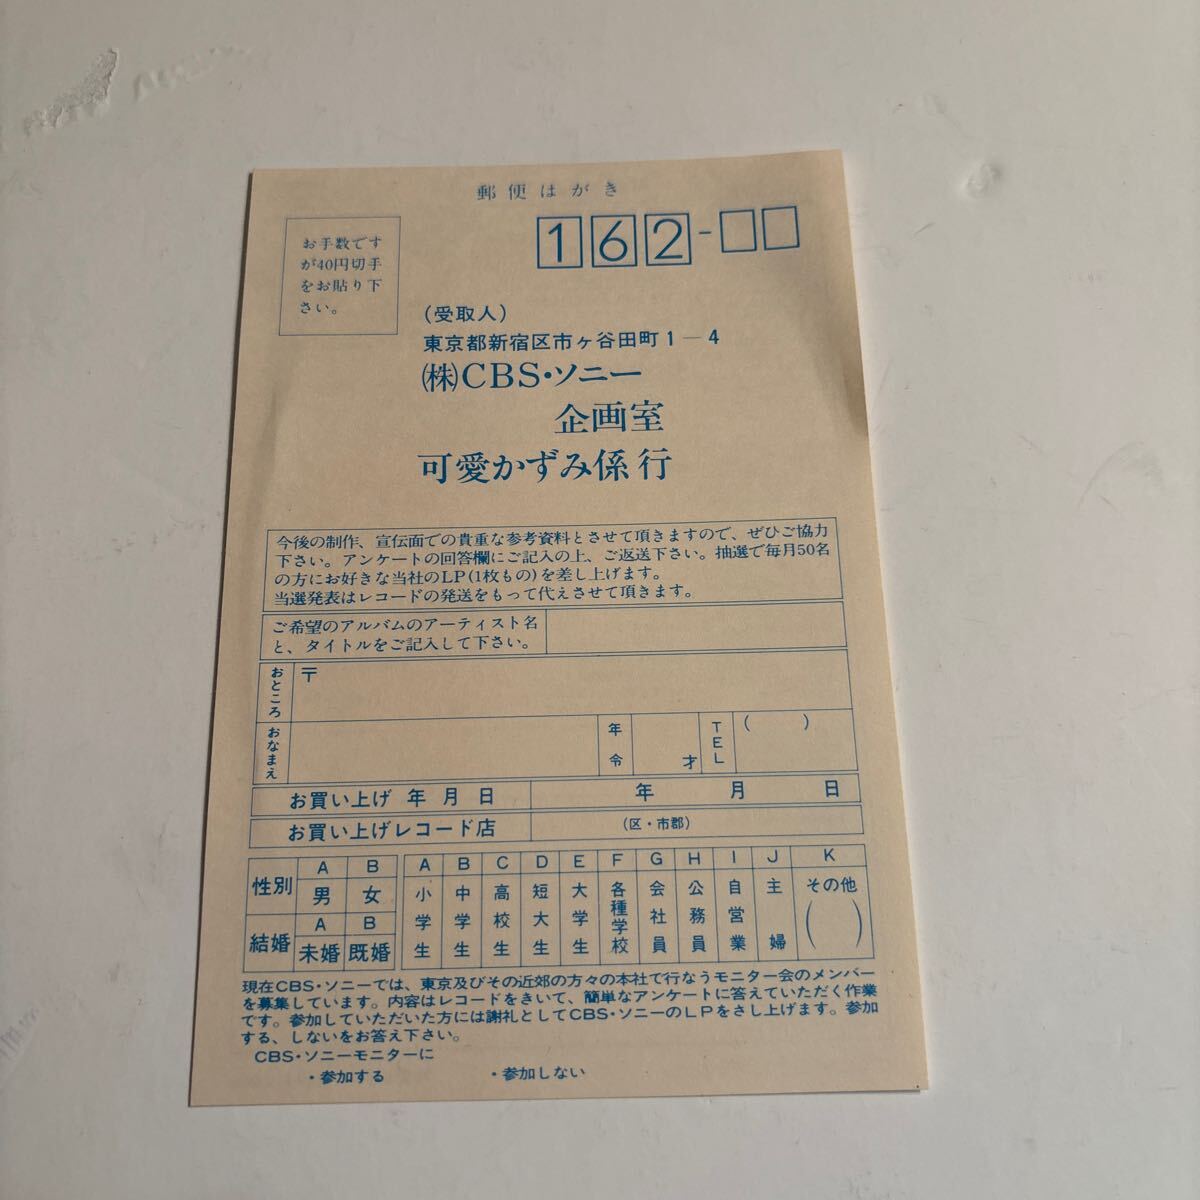 郵便はがき
お手数です
が40円切手
をお貼り下
さい。
162-□□
(受取人)
東京都新宿区市ヶ谷田町1－4
(株)CBS・ソニー
企画室
可愛かずみ係 行
今後の制作、宣伝面での貴重な参考資料とさせて頂きますので、ぜひご協力
下さい。アンケートの回答欄にご記入の上、ご返送下さい。抽選で毎月50名
の方にお好きな当社のLP(1枚もの)を差し上げます。
当選発表はレコードの発送をもって代えさせて頂きます。
ご希望のアルバムのアーティスト名
と、タイトルをご記入して下さい。
おところ 〒
おなまえ 年令 才 TEL ( )
お買い上げ 年 月 日 年 月 日
お買い上げレコード店 (区・市郡)
性別 A 男 B 女
結婚 A 未婚 B 既婚
A 小学生 B 中学生 C 高校生 D 短大生 E 大学生 F 各種学校 G 会社員 H 公務員 I 自営業 J 主婦 K その他( )
現在CBS・ソニーでは、東京及びその近郊の方々の本社で行なうモニター会のメンバー
を募集しています。内容はレコードをきいて、簡単なアンケートに答えていただく作業
です。参加していただいた方には謝礼としてCBS・ソニーのLPをさし上げます。参加
する、しないをお答え下さい。
CBS・ソニーモニターに
・参加する ・参加しない